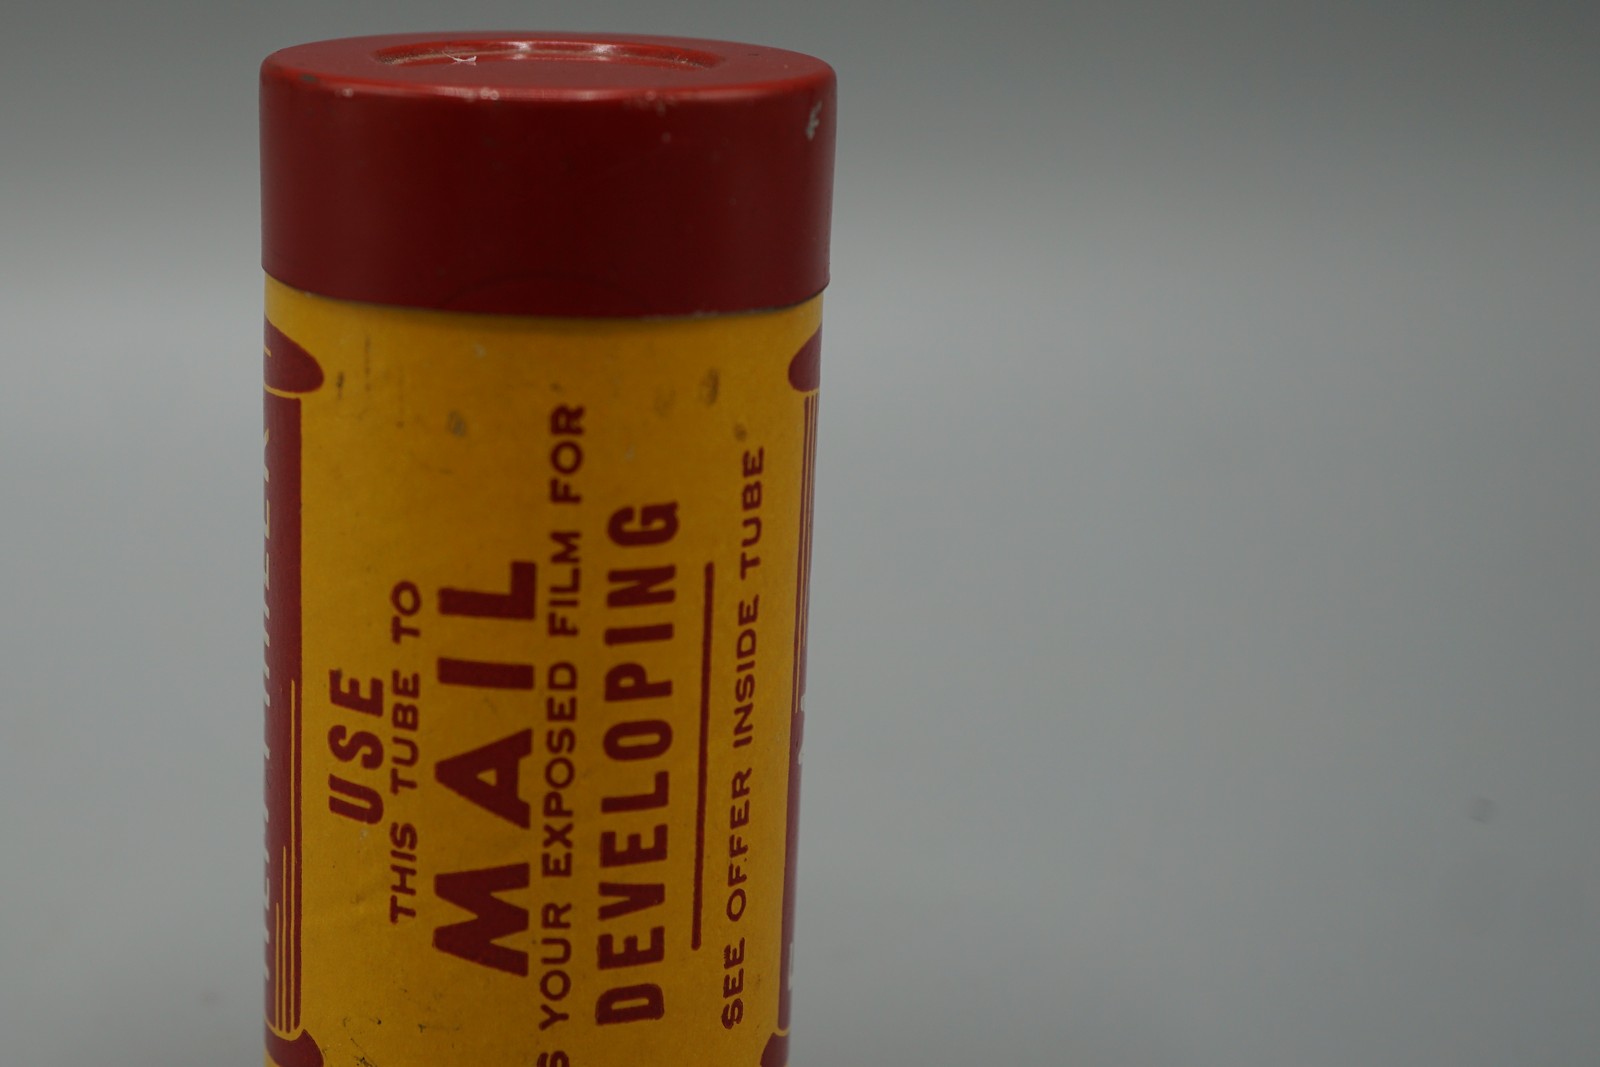 USE
THIS TUBE TO
MAIL
YOUR EXPOSED FILM FOR
DEVELOPING
SEE OFFER INSIDE TUBE